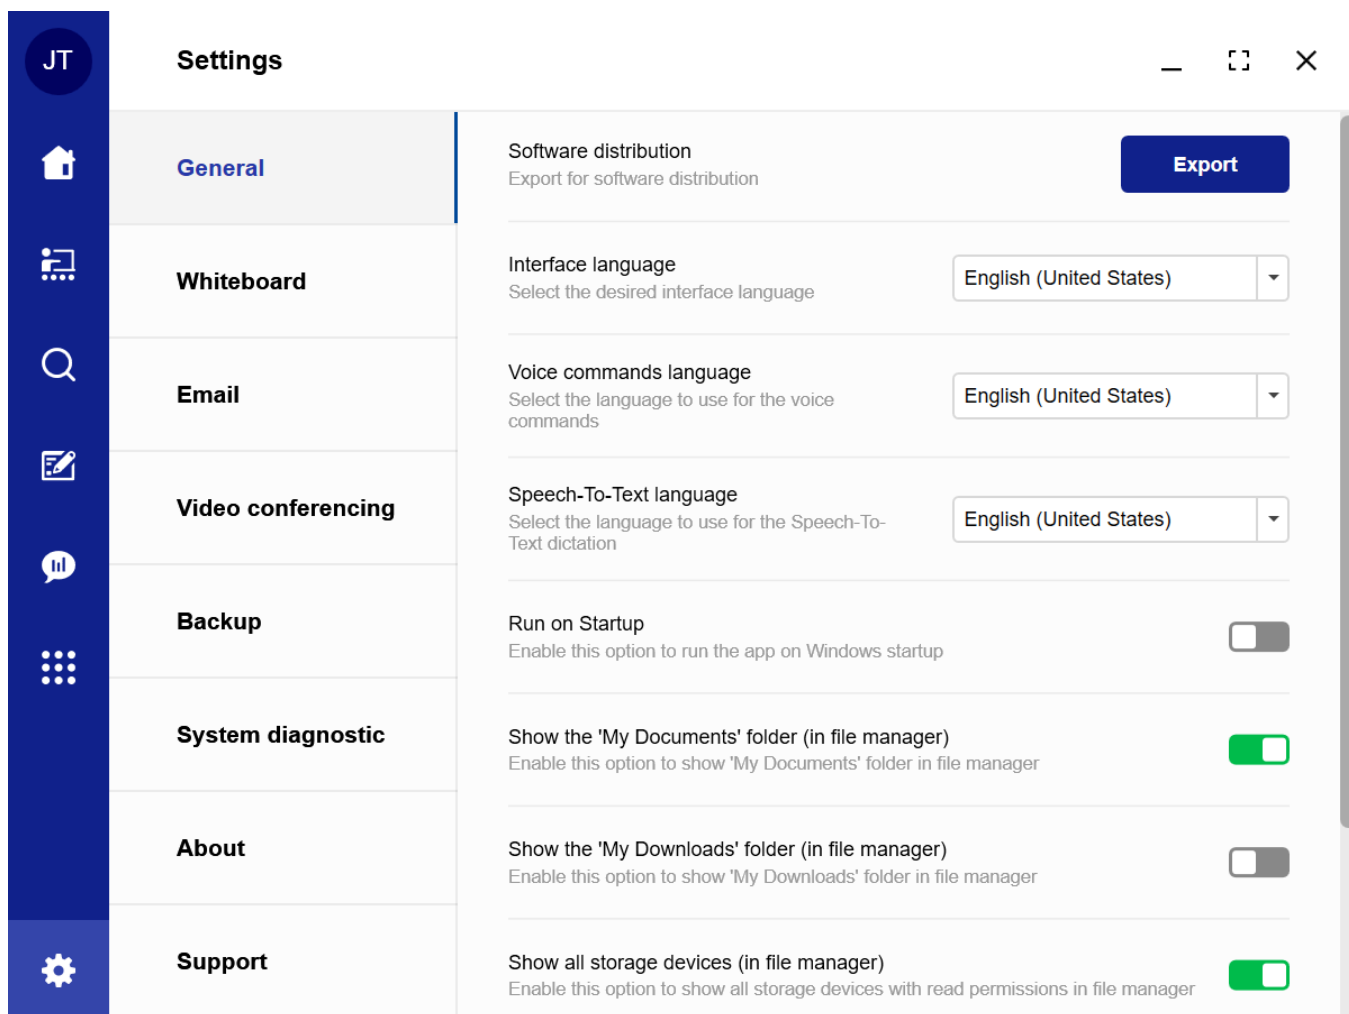 JT
Settings
General
Whiteboard
Email
Video conferencing
Backup
System diagnostic
About
Support
Software distribution
Export for software distribution
Export
Interface language
Select the desired interface language
English (United States)
Voice commands language
Select the language to use for the voice
commands
English (United States)
Speech-To-Text language
Select the language to use for the Speech-To-
Text dictation
English (United States)
Run on Startup
Enable this option to run the app on Windows startup
Show the 'My Documents' folder (in file manager)
Enable this option to show 'My Documents' folder in file manager
Show the 'My Downloads' folder (in file manager)
Enable this option to show 'My Downloads' folder in file manager
Show all storage devices (in file manager)
Enable this option to show all storage devices with read permissions in file manager